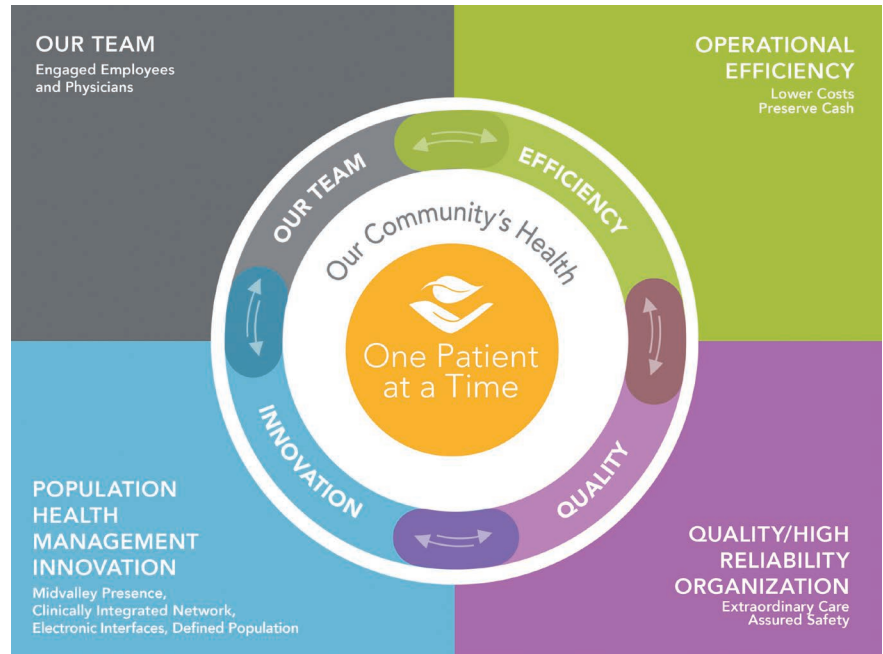 OUR TEAM
Engaged Employees
and Physicians
OPERATIONAL
EFFICIENCY
Lower Costs
Preserve Cash
OUR TEAM
EFFICIENCY
Our Community's Health
One Patient
at a Time
INNOVATION
QUALITY
POPULATION
HEALTH
MANAGEMENT
INNOVATION
Midvalley Presence,
Clinically Integrated Network,
Electronic Interfaces, Defined Population
QUALITY/HIGH
RELIABILITY
ORGANIZATION
Extraordinary Care
Assured Safety